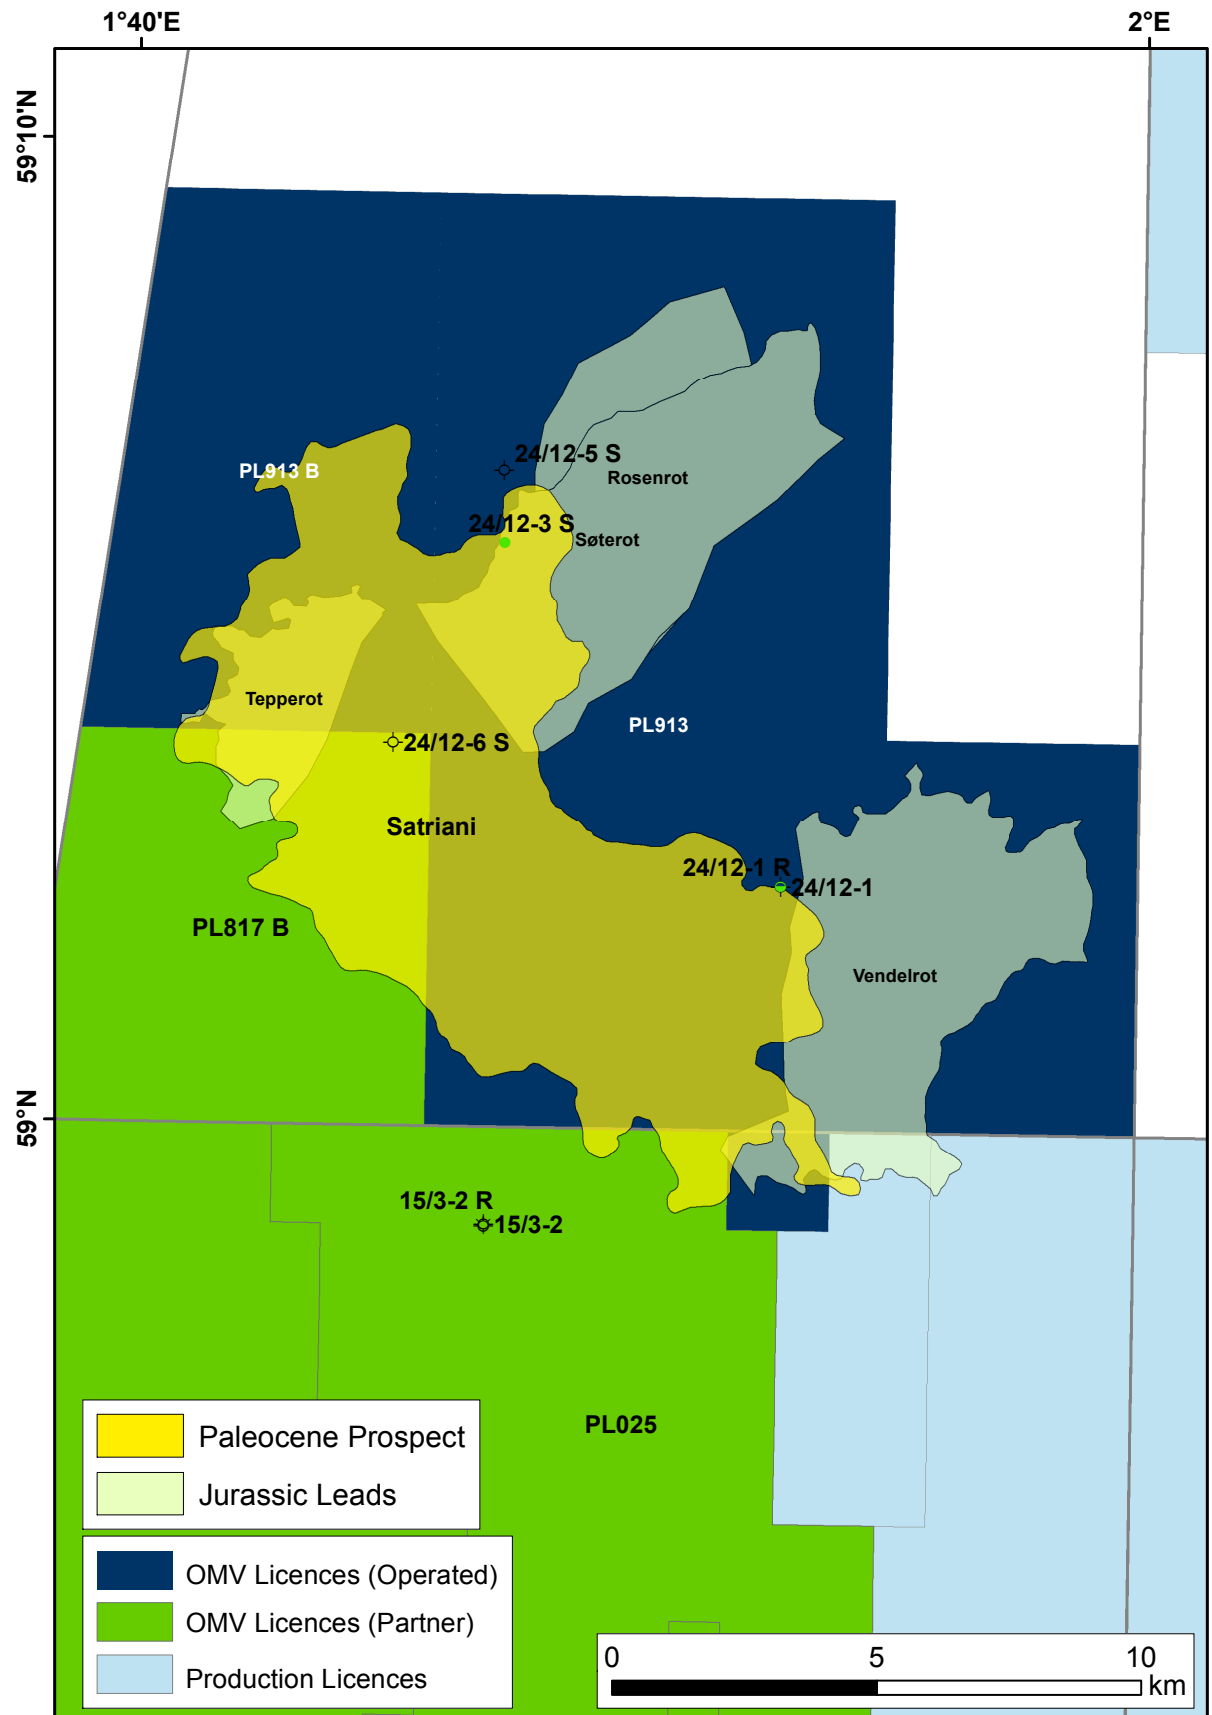 1°40'E
2°E
59°10'N
24/12-5 S
PL913 B
Rosenrot
24/12-3 S
Søterot
Tepperot
PL913
24/12-6 S
Satriani
24/12-1 R
24/12-1
PL817 B
Vendelrot
59°N
15/3-2 R
15/3-2
PL025
Paleocene Prospect
Jurassic Leads
OMV Licences (Operated)
OMV Licences (Partner)
Production Licences
0 5 10
km